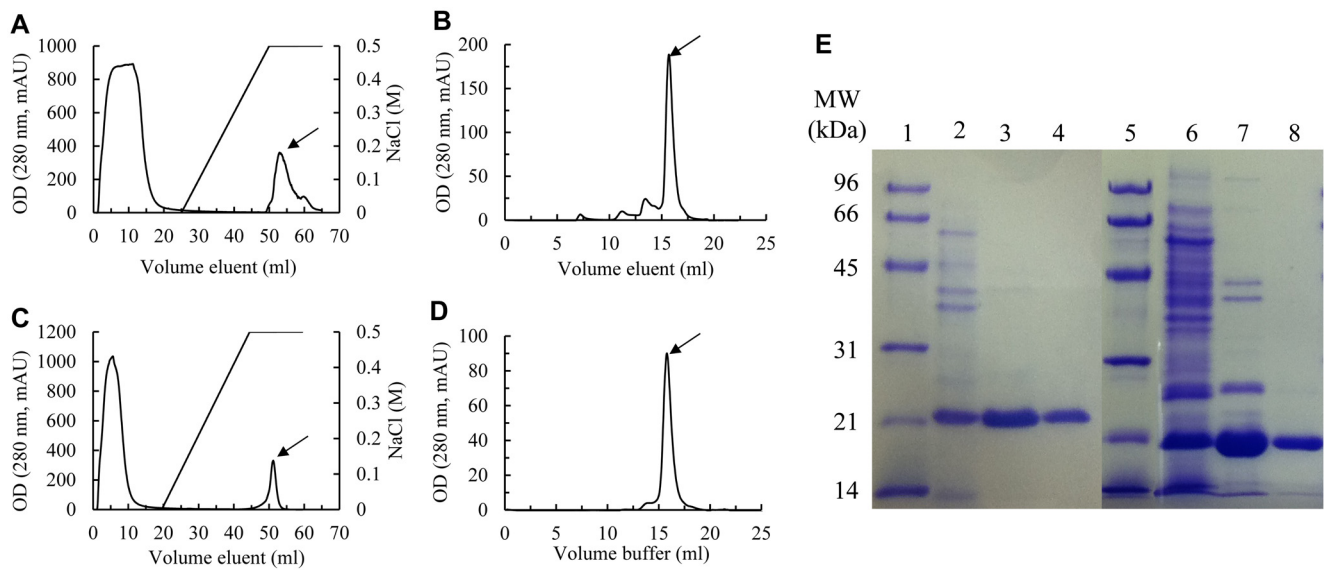 A
OD (280 nm, mAU)
1000
800
600
400
200
0
0 10 20 30 40 50 60 70
Volume eluent (ml)
0.5
0.4
0.3
0.2
0.1
0
NaCl (M)
B
OD (280 nm, mAU)
200
150
100
50
0
0 5 10 15 20 25
Volume eluent (ml)
C
OD (280 nm, mAU)
1200
1000
800
600
400
200
0
0 10 20 30 40 50 60 70
Volume eluent (ml)
0.5
0.4
0.3
0.2
0.1
0
NaCl (M)
D
OD (280 nm, mAU)
100
80
60
40
20
0
0 5 10 15 20 25
Volume buffer (ml)
E
MW
(kDa) 1 2 3 4 5 6 7 8
96
66
45
31
21
14